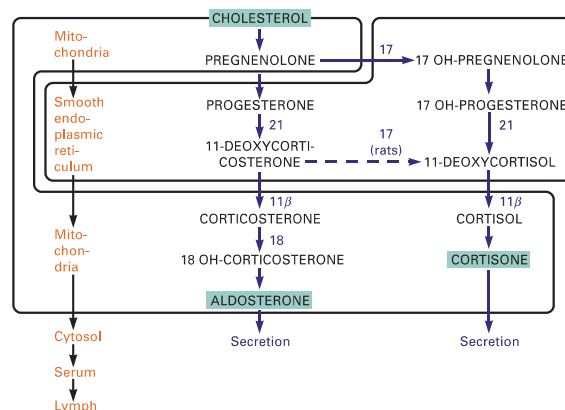 CHOLESTEROL
Mito-
chondria
PREGNENOLONE
17
17 OH-PREGNENOLONE
Smooth
endo-
plasmic
reti-
culum
PROGESTERONE
17 OH-PROGESTERONE
21
17
(rats)
21
11-DEOXYCORTI-
COSTERONE
11-DEOXYCORTISOL
11β
11β
CORTICOSTERONE
CORTISOL
Mito-
chon-
dria
18
18 OH-CORTICOSTERONE
CORTISONE
ALDOSTERONE
Cytosol
Secretion
Secretion
Serum
Lymph